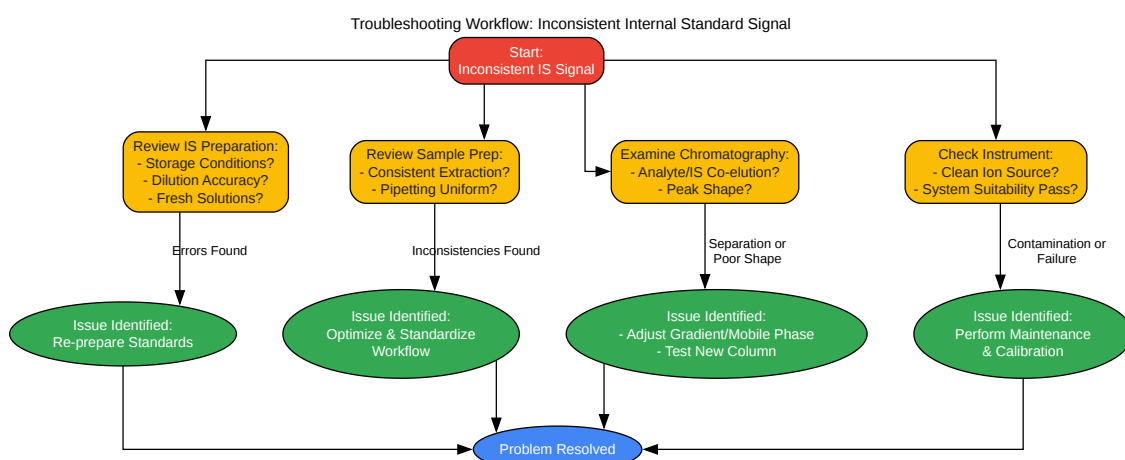 Troubleshooting Workflow: Inconsistent Internal Standard Signal
Start:
Inconsistent IS Signal
Review IS Preparation:
- Storage Conditions?
- Dilution Accuracy?
- Fresh Solutions?
Review Sample Prep:
- Consistent Extraction?
- Pipetting Uniform?
Examine Chromatography:
- Analyte/IS Co-elution?
- Peak Shape?
Check Instrument:
- Clean Ion Source?
- System Suitability Pass?
Errors Found
Inconsistencies Found
Separation or
Poor Shape
Contamination or
Failure
Issue Identified:
Re-prepare Standards
Issue Identified:
Optimize & Standardize
Workflow
Issue Identified:
- Adjust Gradient/Mobile Phase
- Test New Column
Issue Identified:
Perform Maintenance
& Calibration
Problem Resolved